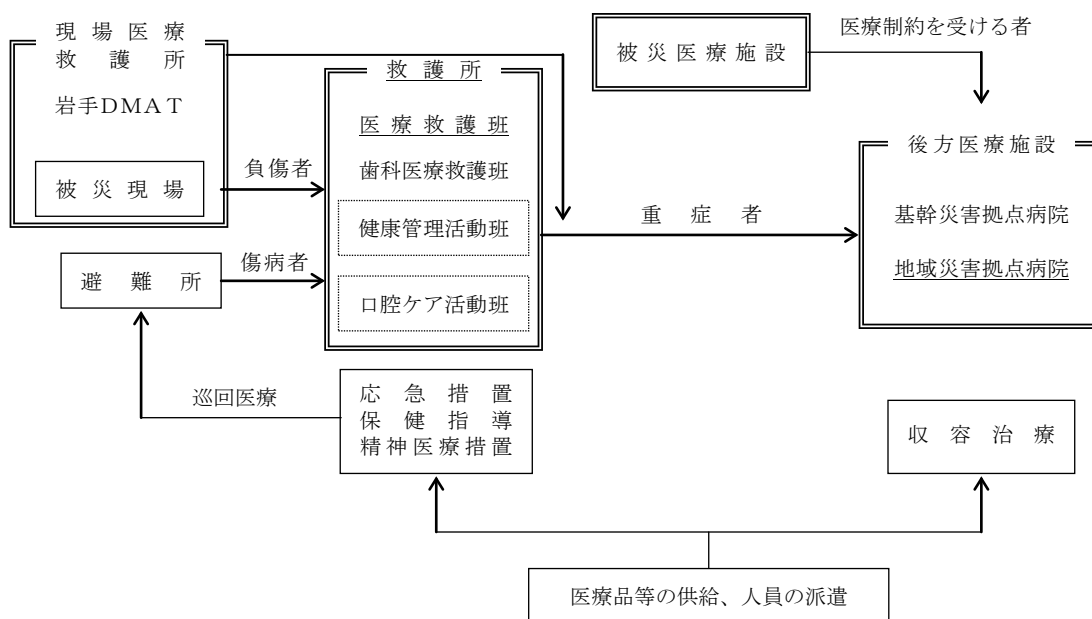 現場医療
救護所
岩手DMAT
被災現場
負傷者
避難所
傷病者
救護所
医療救護班
歯科医療救護班
健康管理活動班
口腔ケア活動班
重症者
被災医療施設
医療制約を受ける者
後方医療施設
基幹災害拠点病院
地域災害拠点病院
巡回医療
応急措置
保健指導
精神医療措置
収容治療
医療品等の供給、人員の派遣